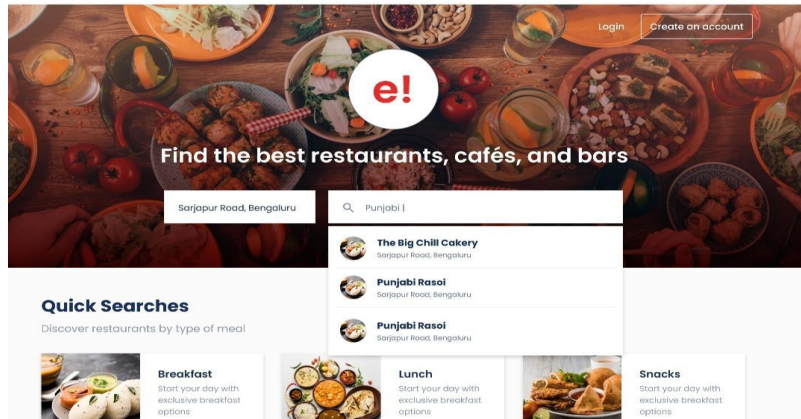 Login
Create an account
e!
Find the best restaurants, cafés, and bars
Sarjapur Road, Bengaluru
Punjabi |
The Big Chill Cakery
Sarjapur Road, Bengaluru
Punjabi Rasoi
Sarjapur Road, Bengaluru
Punjabi Rasoi
Sarjapur Road, Bengaluru
Quick Searches
Discover restaurants by type of meal
Breakfast
Start your day with
exclusive breakfast
options
Lunch
Start your day with
exclusive breakfast
options
Snacks
Start your day with
exclusive breakfast
options